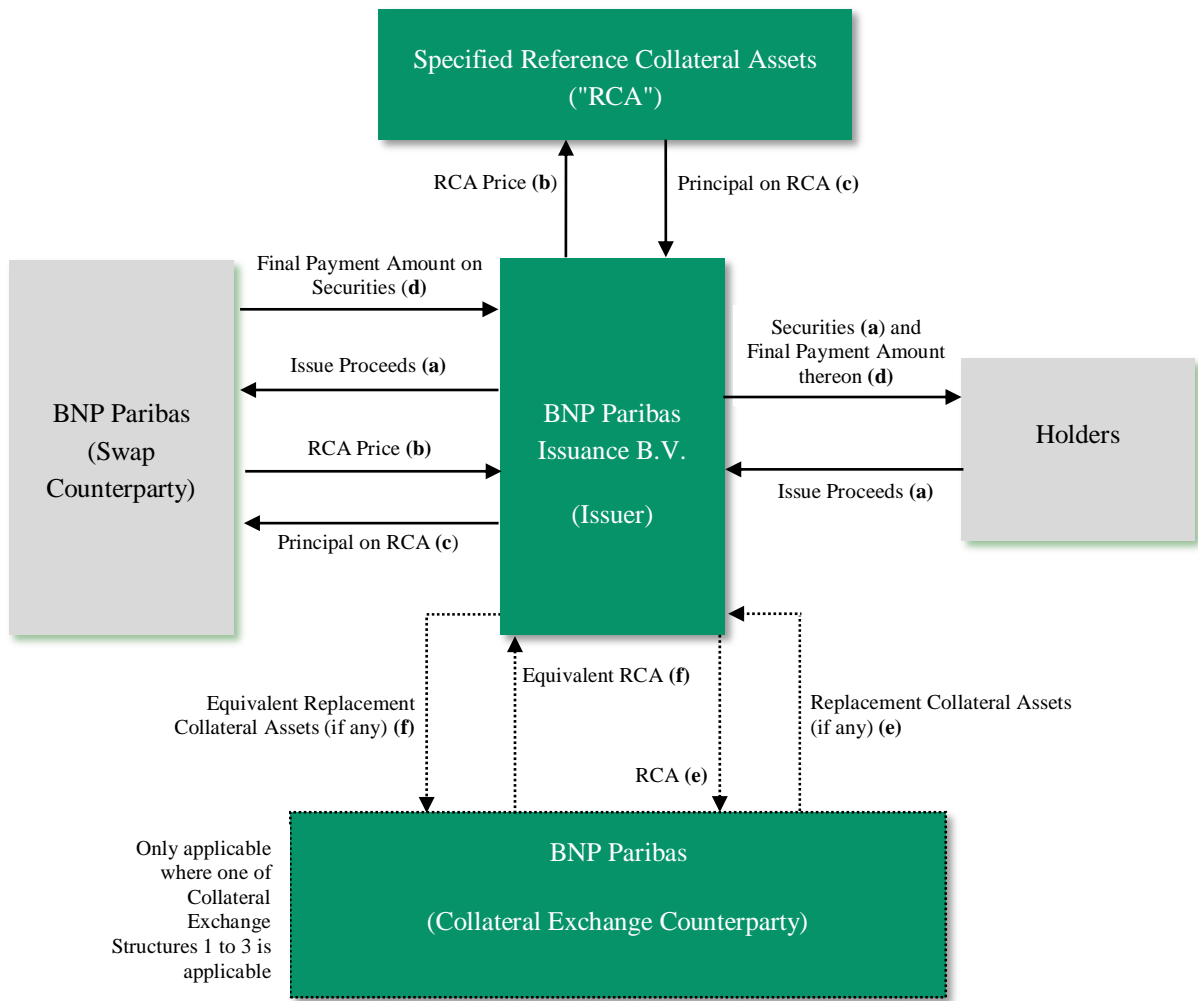 Specified Reference Collateral Assets
("RCA")
RCA Price (b)
Principal on RCA (c)
Final Payment Amount on
Securities (d)
Issue Proceeds (a)
RCA Price (b)
Principal on RCA (c)
BNP Paribas
(Swap
Counterparty)
BNP Paribas
Issuance B.V.
(Issuer)
Securities (a) and
Final Payment Amount
thereon (d)
Issue Proceeds (a)
Holders
Equivalent Replacement
Collateral Assets (if any) (f)
Equivalent RCA (f)
RCA (e)
Replacement Collateral Assets
(if any) (e)
Only applicable
where one of
Collateral
Exchange
Structures 1 to 3 is
applicable
BNP Paribas
(Collateral Exchange Counterparty)